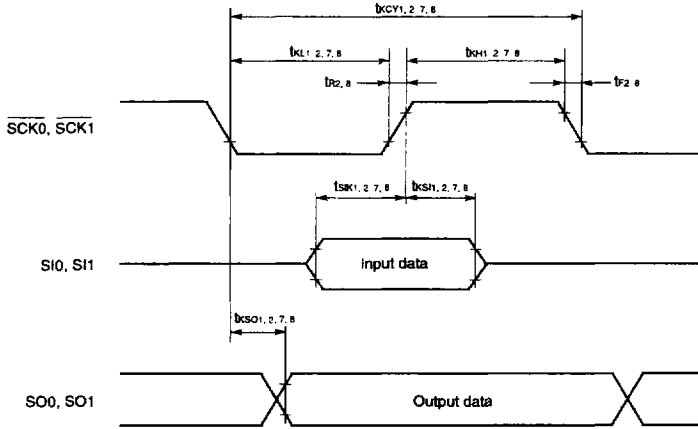 tKCY1, 2, 7, 8
tKL1, 2, 7, 8
tKH1, 2, 7, 8
tR2, 8
tF2, 8
SCK0, SCK1
tSIK1, 2, 7, 8
tKSI1, 2, 7, 8
SI0, SI1
Input data
tKSO1, 2, 7, 8
SO0, SO1
Output data